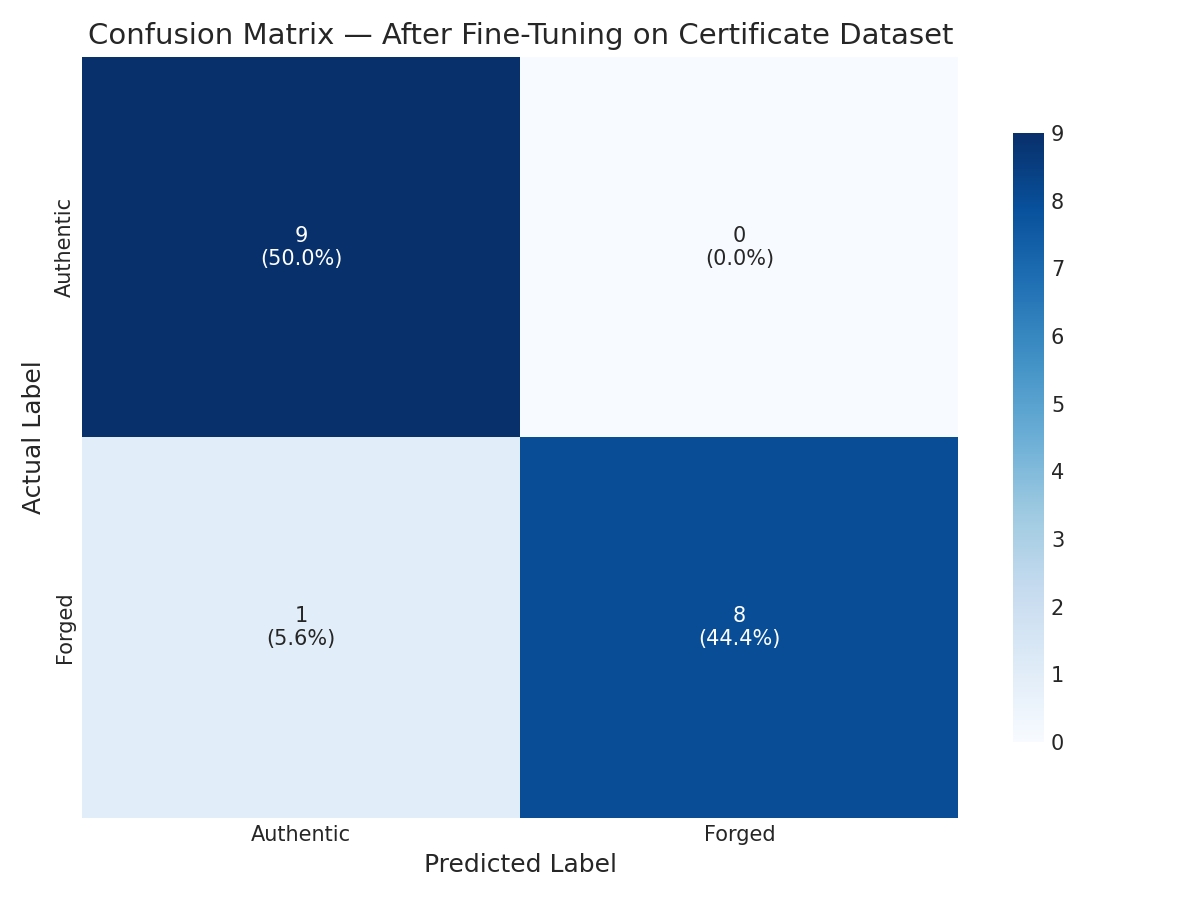 Confusion Matrix — After Fine-Tuning on Certificate Dataset
Actual Label
Authentic
9
(50.0%)
0
(0.0%)
Forged
1
(5.6%)
8
(44.4%)
Authentic
Forged
Predicted Label
9
8
7
6
5
4
3
2
1
0